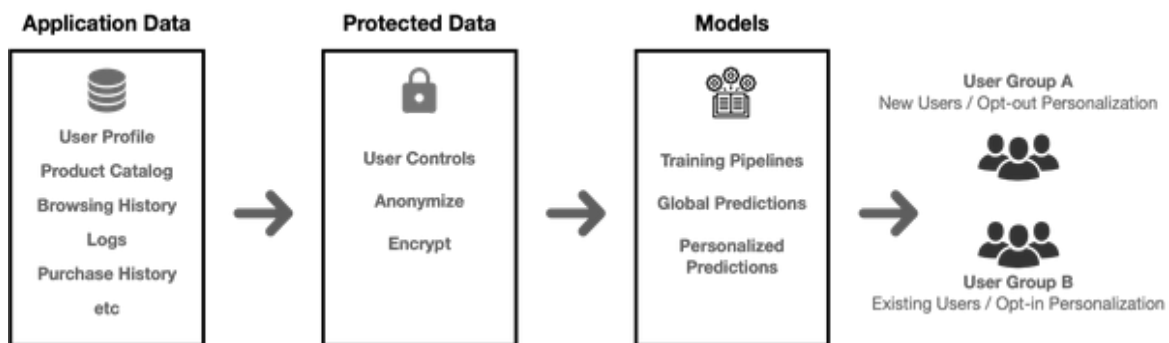 Application Data
User Profile
Product Catalog
Browsing History
Logs
Purchase History
etc
Protected Data
User Controls
Anonymize
Encrypt
Models
Training Pipelines
Global Predictions
Personalized
Predictions
User Group A
New Users / Opt-out Personalization
User Group B
Existing Users / Opt-in Personalization